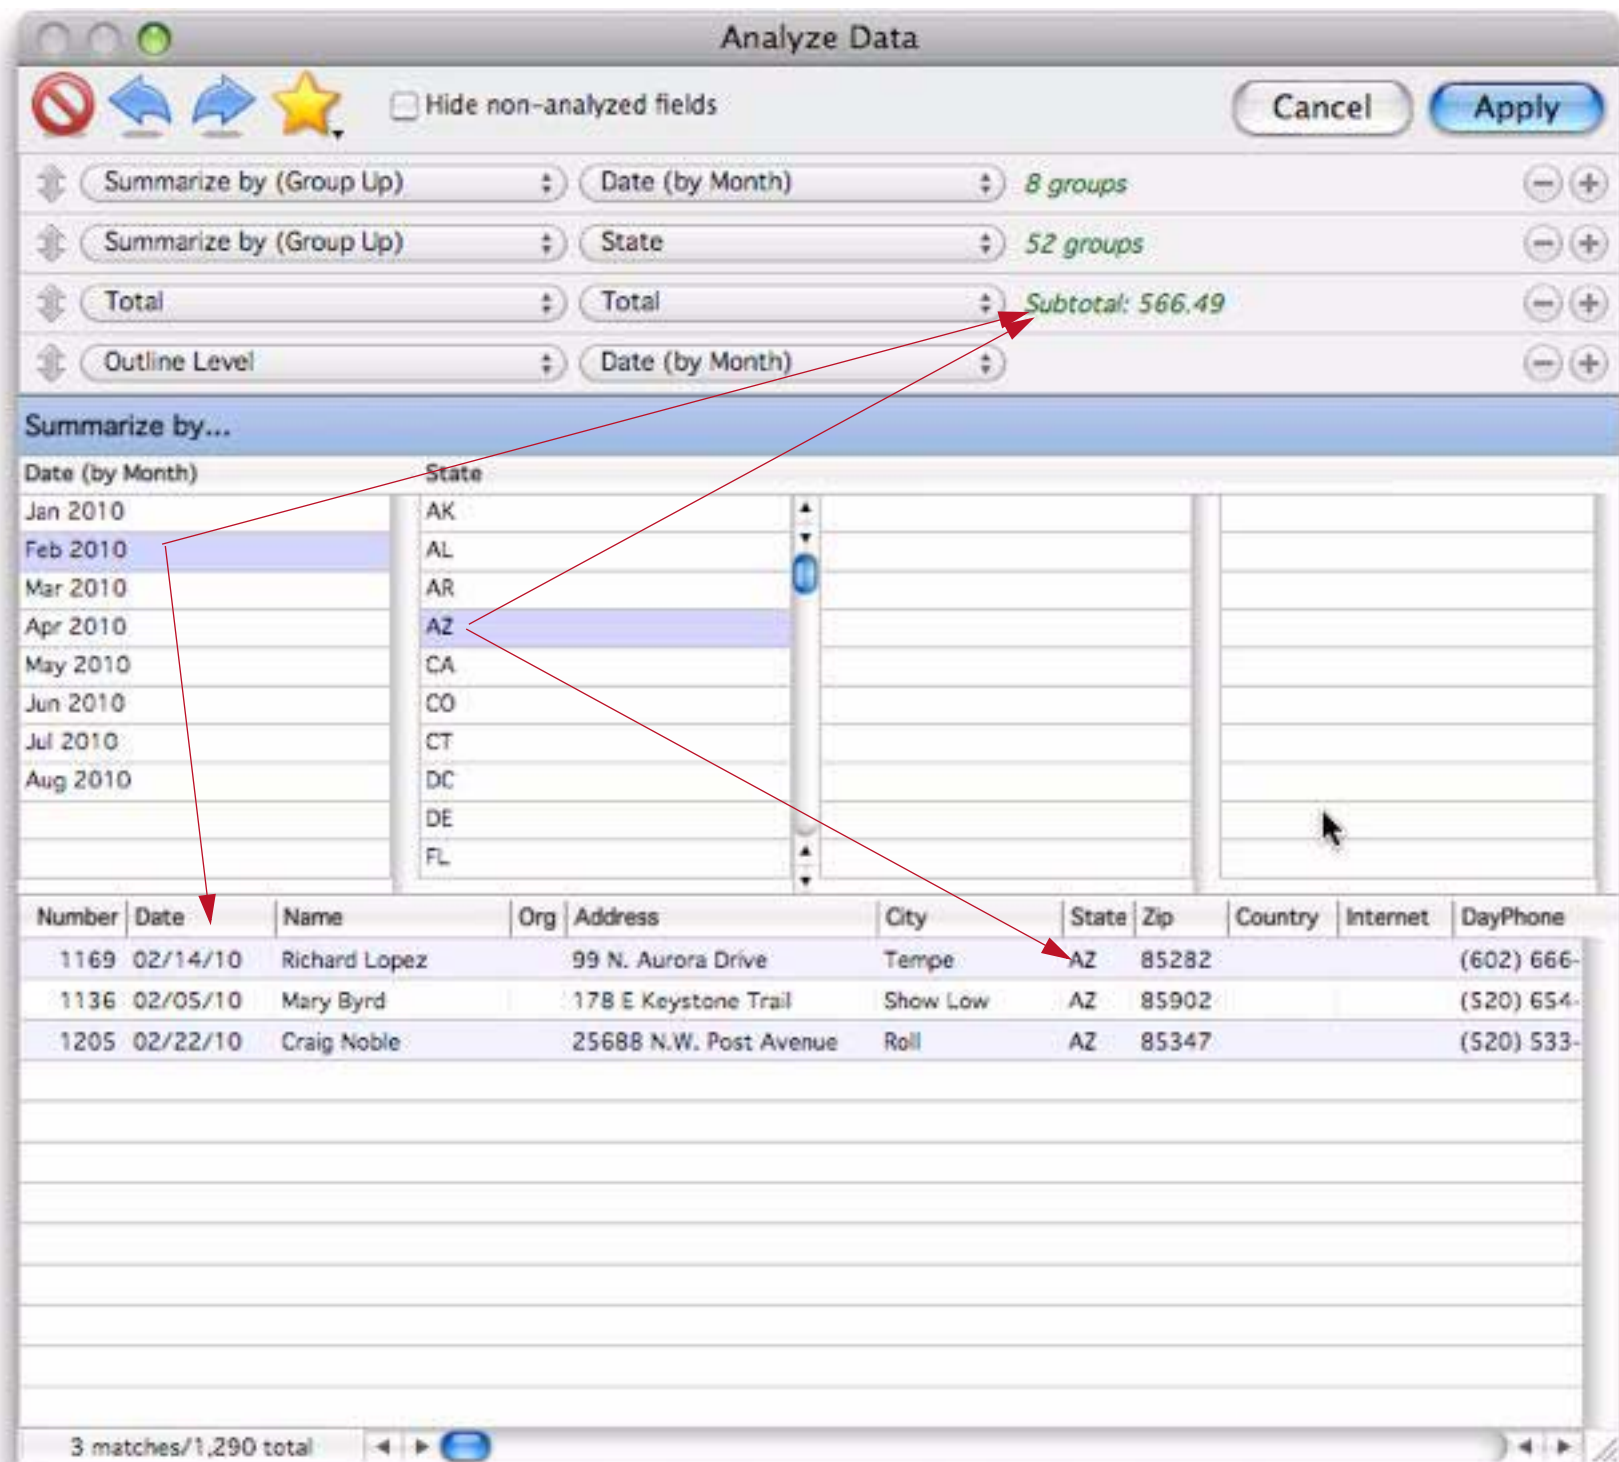 Analyze Data
Hide non-analyzed fields Cancel Apply
Summarize by (Group Up) Date (by Month) 8 groups
Summarize by (Group Up) State 52 groups
Total Total Subtotal: 566.49
Outline Level Date (by Month)
Summarize by...
Date (by Month) State
Jan 2010 AK
Feb 2010 AL
Mar 2010 AR
Apr 2010 AZ
May 2010 CA
Jun 2010 CO
Jul 2010 CT
Aug 2010 DC
DE
FL
Number Date Name Org Address City State Zip Country Internet DayPhone
1169 02/14/10 Richard Lopez 99 N. Aurora Drive Tempe AZ 85282 (602) 666-
1136 02/05/10 Mary Byrd 178 E Keystone Trail Show Low AZ 85902 (520) 654-
1205 02/22/10 Craig Noble 25688 N.W. Post Avenue Roll AZ 85347 (520) 533-
3 matches/1,290 total